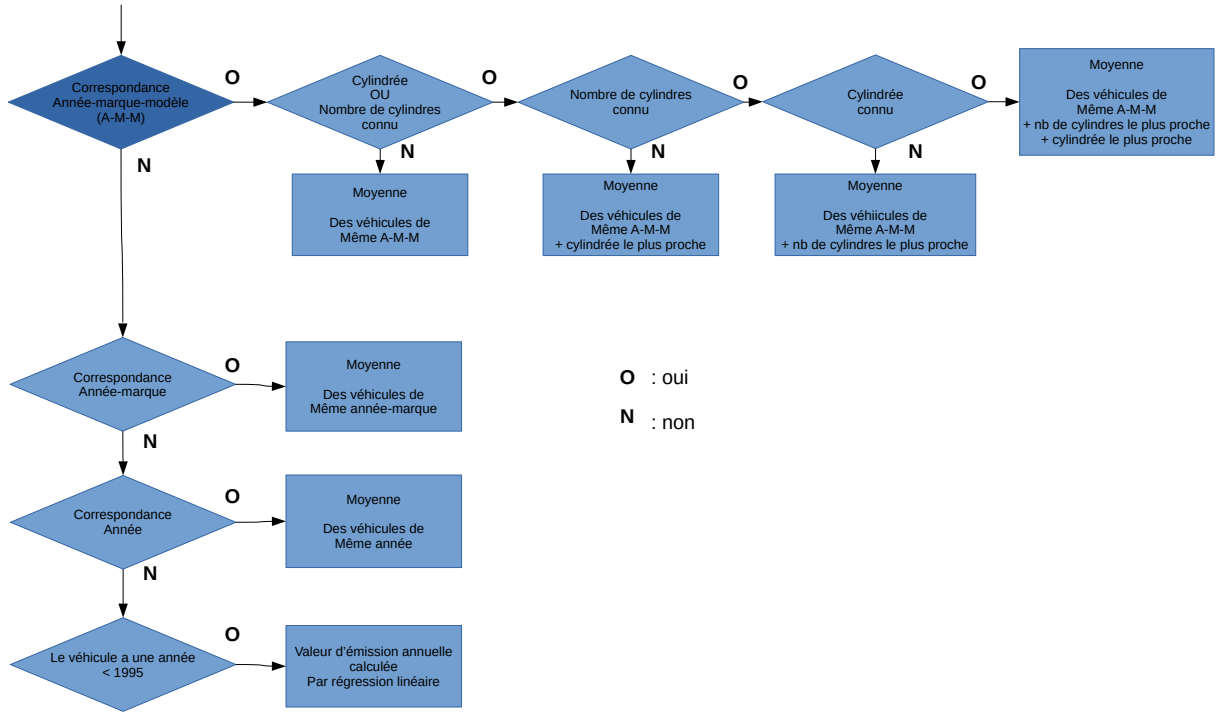 Correspondance
Année-marque-modèle
(A-M-M)
O
N
Cylindrée
OU
Nombre de cylindres
connu
O
N
Nombre de cylindres
connu
O
N
Cylindrée
connu
O
N
Moyenne
Des véhicules de
Même A-M-M
+ nb de cylindres le plus proche
+ cylindrée le plus proche
Moyenne
Des véhicules de
Même A-M-M
Moyenne
Des véhicules de
Même A-M-M
+ cylindrée le plus proche
Moyenne
Des véhiicules de
Même A-M-M
+ nb de cylindres le plus proche
Correspondance
Année-marque
O
N
Moyenne
Des véhicules de
Même année-marque
O : oui
N : non
Correspondance
Année
O
N
Moyenne
Des véhicules de
Même année
Le véhicule a une année
< 1995
O
Valeur d’émission annuelle
calculée
Par régression linéaire